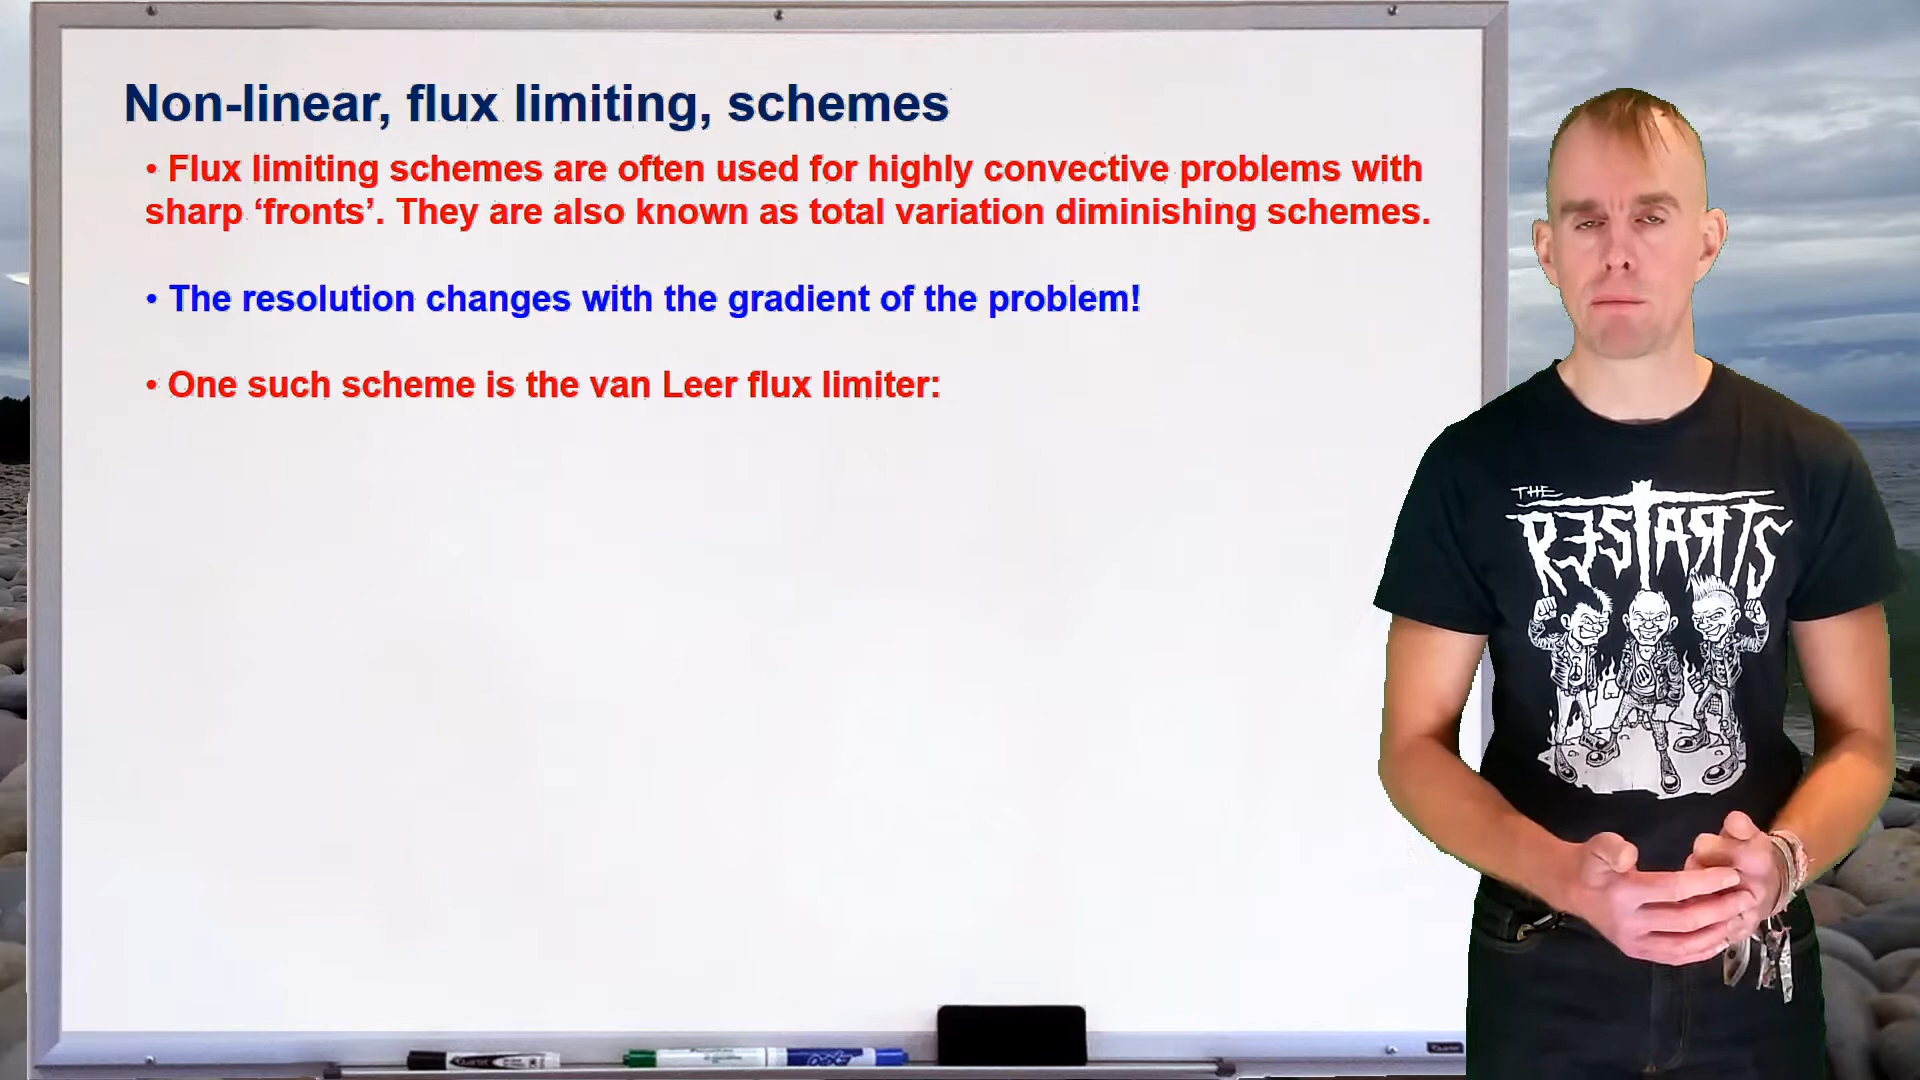 Non-linear, flux limiting, schemes
• Flux limiting schemes are often used for highly convective problems with
sharp ‘fronts’. They are also known as total variation diminishing schemes.
• The resolution changes with the gradient of the problem!
• One such scheme is the van Leer flux limiter:
THE
RESTARTS